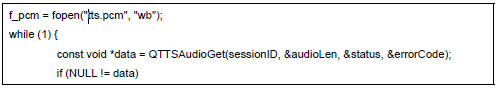 f_pcm = fopen("tts.pcm", "wb");
while (1) {
const void *data = QTTSAudioGet(sessionID, &audioLen, &status, &errorCode);
if (NULL != data)